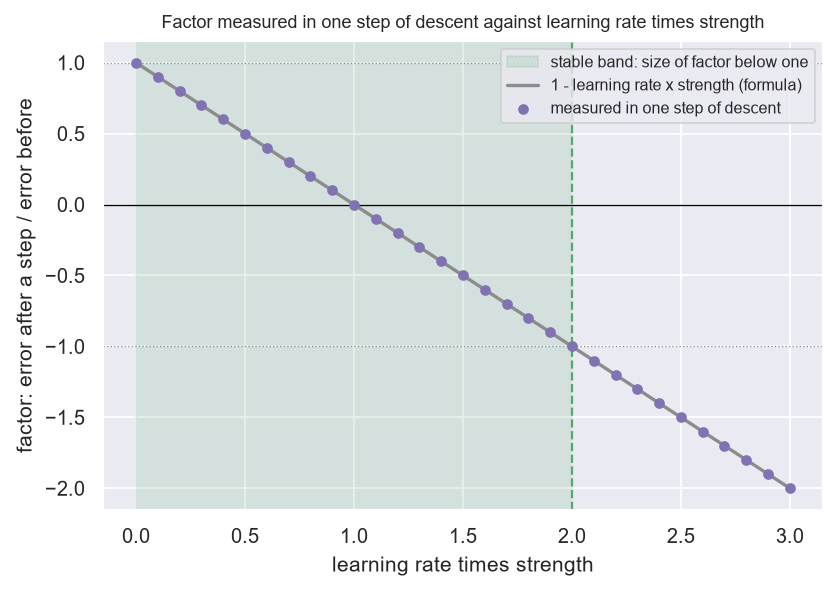 Factor measured in one step of descent against learning rate times strength
stable band: size of factor below one
1 - learning rate x strength (formula)
measured in one step of descent
factor: error after a step / error before
1.0
0.5
0.0
−0.5
−1.0
−1.5
−2.0
0.0 0.5 1.0 1.5 2.0 2.5 3.0
learning rate times strength